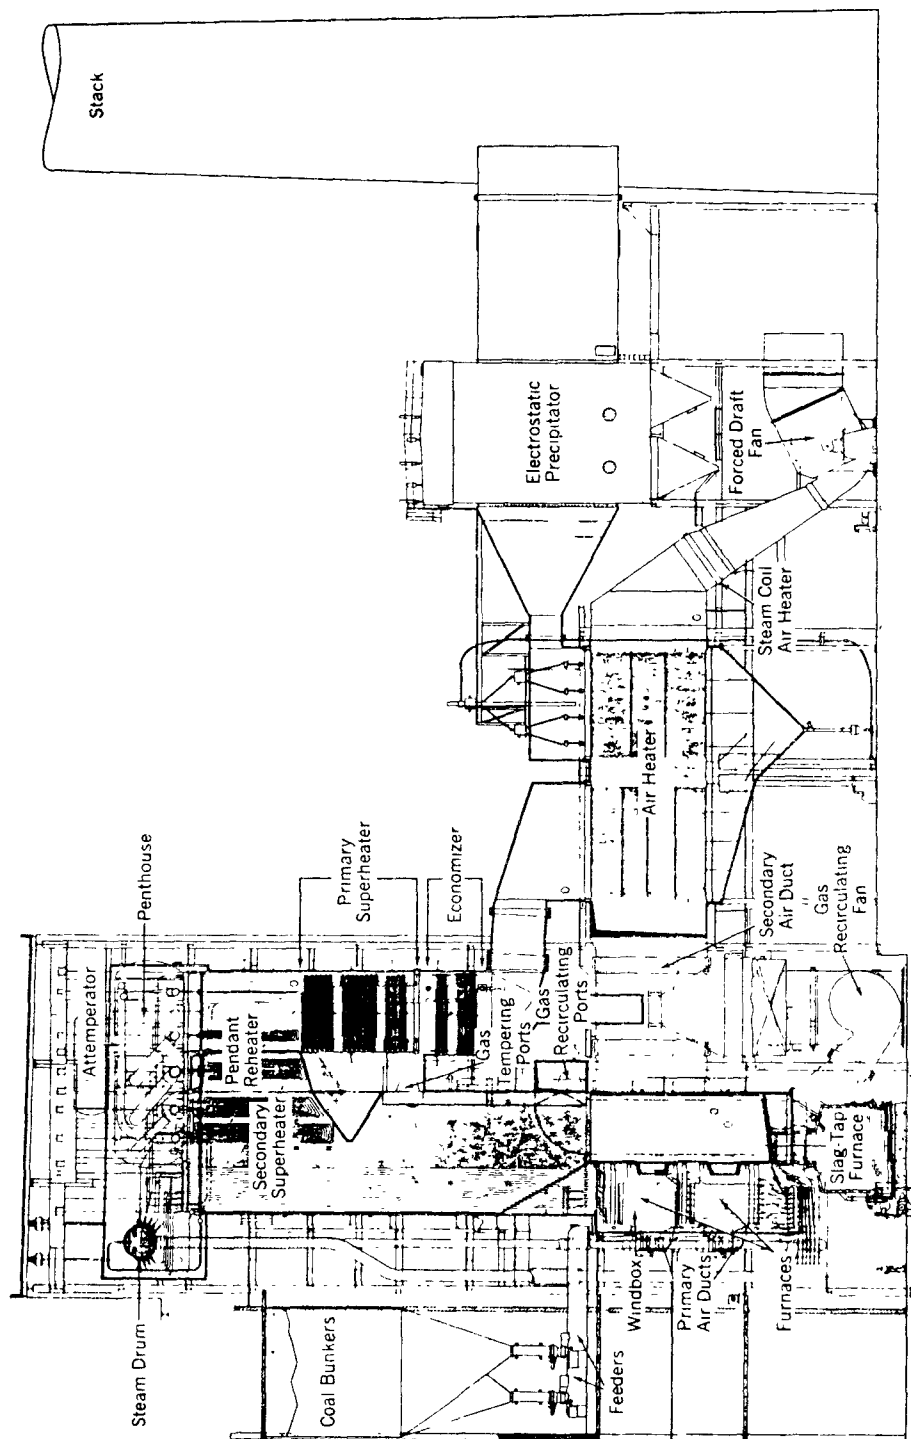 Stack
Electrostatic
Precipitator
Forced Draft
Fan
Steam Coil
Air Heater
Air Heater
Penthouse
Primary
Superheater
Economizer
Secondary
Air Duct
Gas
Recirculating
Fan
Attemperator
Pendant
Reheater
Secondary
Superheater
Gas
Tempering
Ports
Gas
Recirculating
Ports
Slag Tap
Furnace
Steam Drum
Coal Bunkers
Feeders
Windbox
Primary
Air Ducts
Furnaces